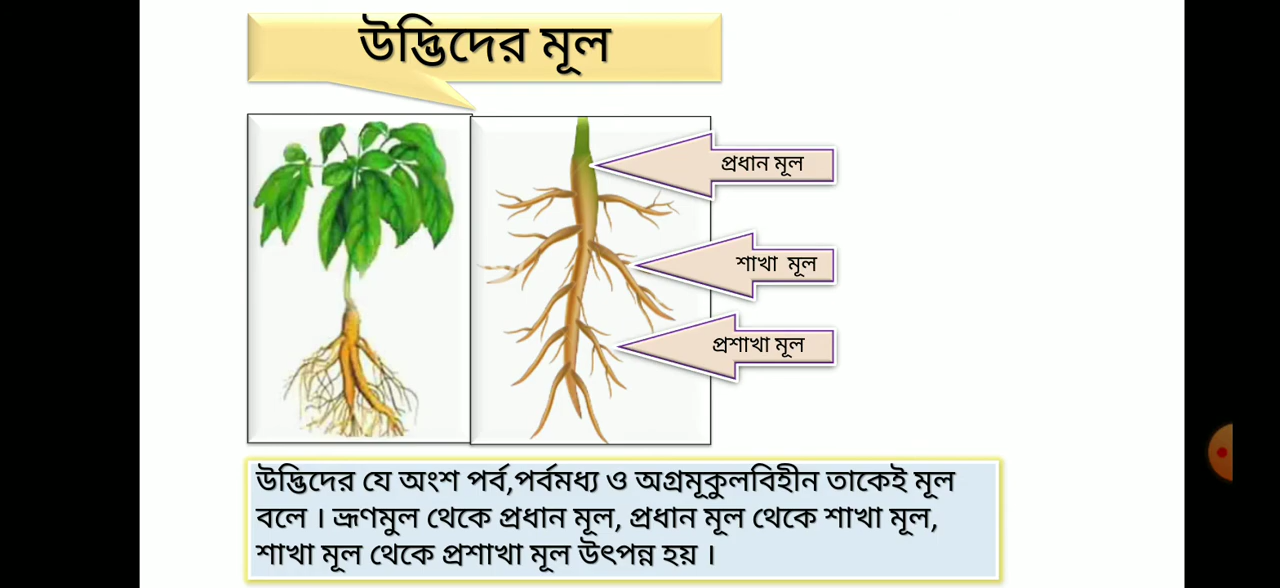 উদ্ভিদের মূল
প্রধান মূল
শাখা মূল
প্রশাখা মূল
উদ্ভিদের যে অংশ পর্ব,পর্বমধ্য ও অগ্রমূকুলবিহীন তাকেই মূল
বলে । ভ্রূণমুল থেকে প্রধান মূল, প্রধান মূল থেকে শাখা মূল,
শাখা মূল থেকে প্রশাখা মূল উৎপন্ন হয় ।